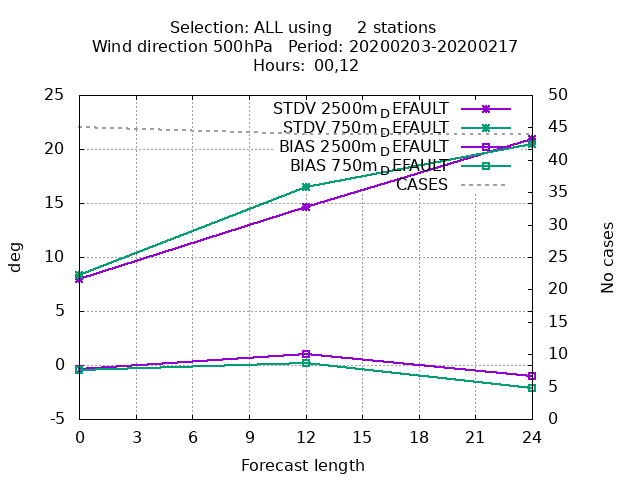 Selection: ALL using     2 stations
Wind direction 500hPa   Period: 20200203-20200217
Hours:  00,12
25
20
15
10
5
0
-5
50
45
40
35
30
25
20
15
10
5
0
STDV 2500m_DEFAULT
STDV 750m_DEFAULT
BIAS 2500m_DEFAULT
BIAS 750m_DEFAULT
CASES
deg
No cases
0 3 6 9 12 15 18 21 24
Forecast length